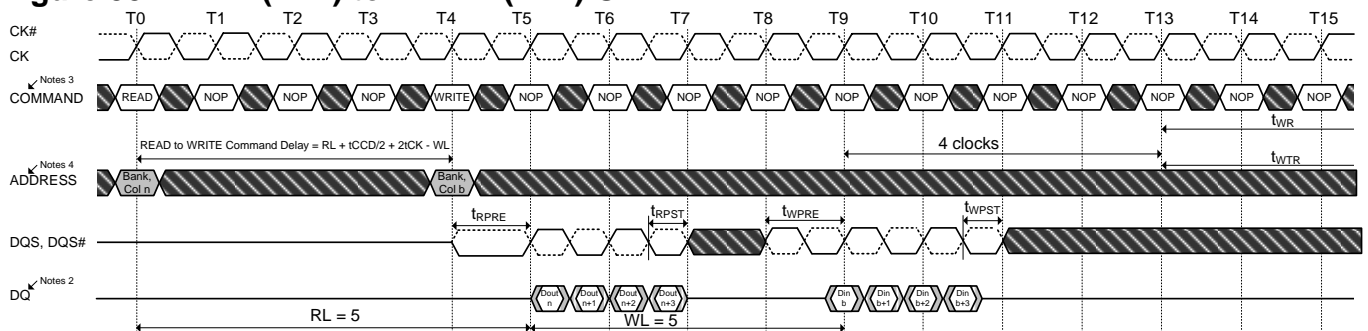 T0 T1 T2 T3 T4 T5 T6 T7 T8 T9 T10 T11 T12 T13 T14 T15
CK#
CK
Notes 3
COMMAND READ NOP NOP NOP WRITE NOP NOP NOP NOP NOP NOP NOP NOP NOP NOP NOP
tWR
READ to WRITE Command Delay = RL + tCCD/2 + 2tCK - WL
4 clocks
tWTR
Notes 4
ADDRESS
Bank, Col n
Bank, Col b
tRPRE tRPST tWPRE tWPST
DQS, DQS#
Notes 2
DQ
Dout n
Dout n+1
Dout n+2
Dout n+3
Din b
Din b+1
Din b+2
Din b+3
RL = 5
WL = 5